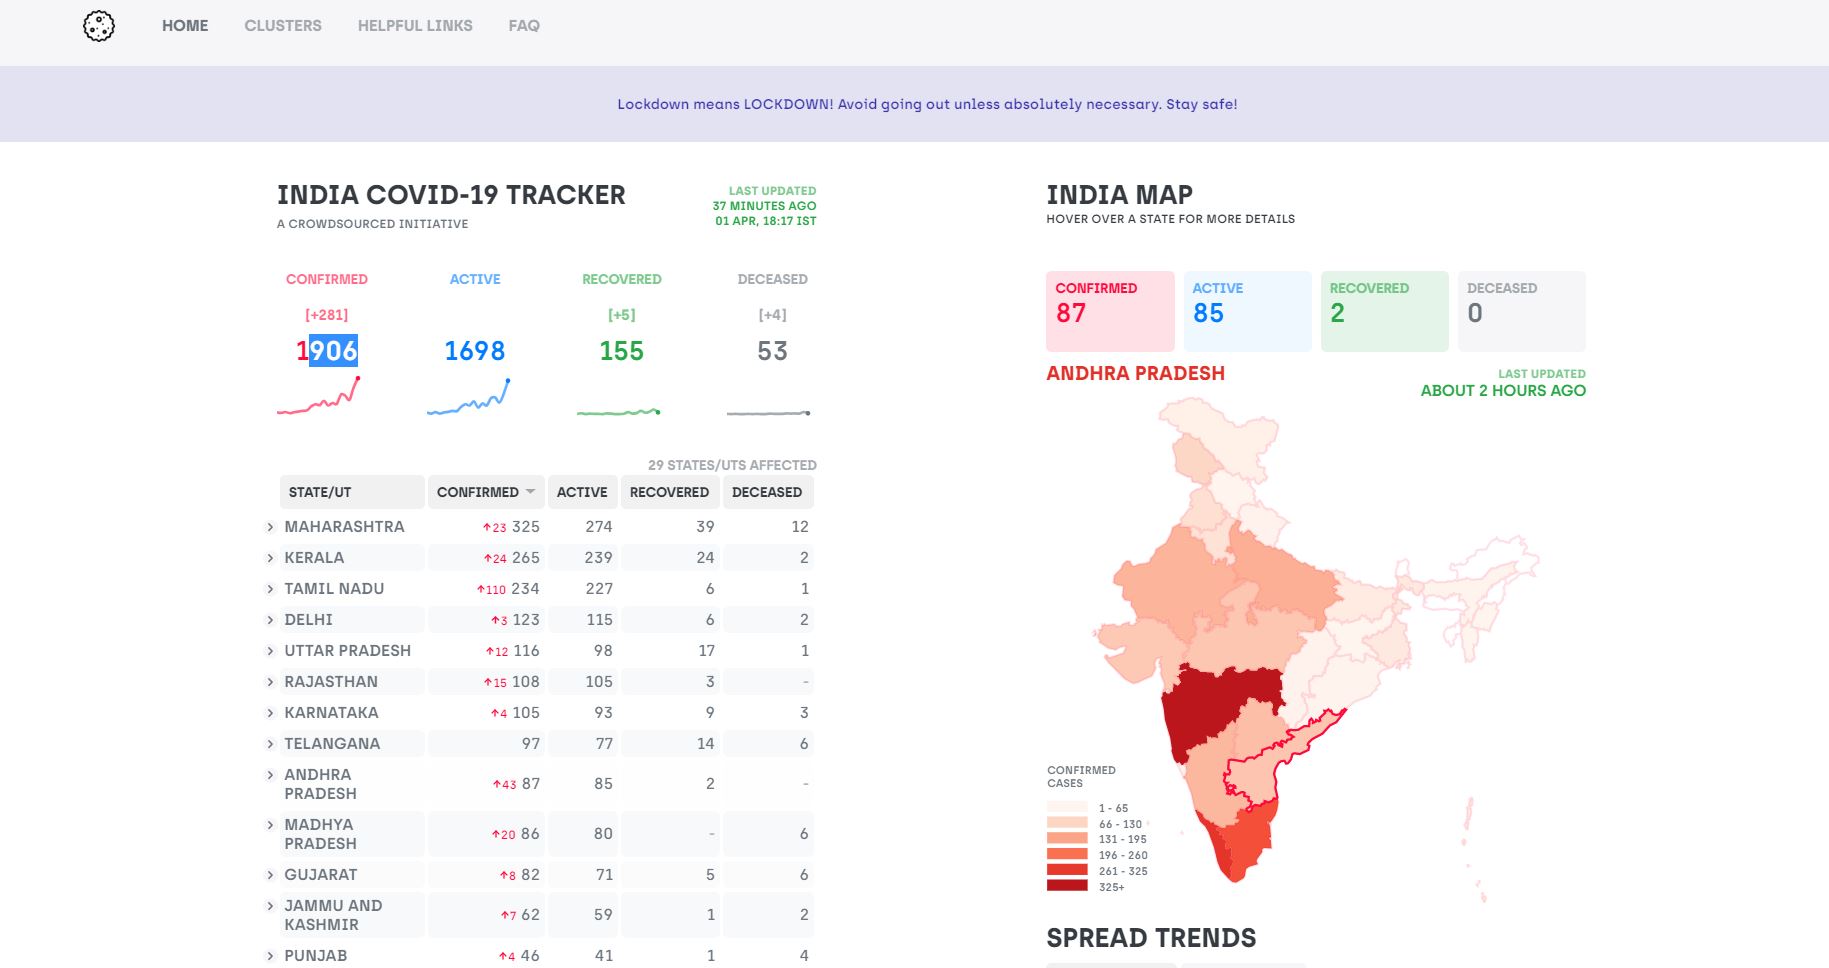 HOME CLUSTERS HELPFUL LINKS FAQ
Lockdown means LOCKDOWN! Avoid going out unless absolutely necessary. Stay safe!
INDIA COVID-19 TRACKER
A CROWDSOURCED INITIATIVE
LAST UPDATED
37 MINUTES AGO
01 APR, 18:17 IST
CONFIRMED ACTIVE RECOVERED DECEASED
[+281] [+5] [+4]
1906 1698 155 53
29 STATES/UTS AFFECTED
STATE/UT CONFIRMED ACTIVE RECOVERED DECEASED
MAHARASHTRA ↑23 325 274 39 12
KERALA ↑24 265 239 24 2
TAMIL NADU ↑110 234 227 6 1
DELHI ↑3 123 115 6 2
UTTAR PRADESH ↑12 116 98 17 1
RAJASTHAN ↑15 108 105 3 -
KARNATAKA ↑4 105 93 9 3
TELANGANA 97 77 14 6
ANDHRA
PRADESH ↑43 87 85 2 -
MADHYA
PRADESH ↑20 86 80 - 6
GUJARAT ↑8 82 71 5 6
JAMMU AND
KASHMIR ↑7 62 59 1 2
PUNJAB ↑4 46 41 1 4
INDIA MAP
HOVER OVER A STATE FOR MORE DETAILS
CONFIRMED ACTIVE RECOVERED DECEASED
87 85 2 0
ANDHRA PRADESH
LAST UPDATED
ABOUT 2 HOURS AGO
CONFIRMED
CASES
1 - 65
66 - 130
131 - 195
196 - 260
261 - 325
325+
SPREAD TRENDS